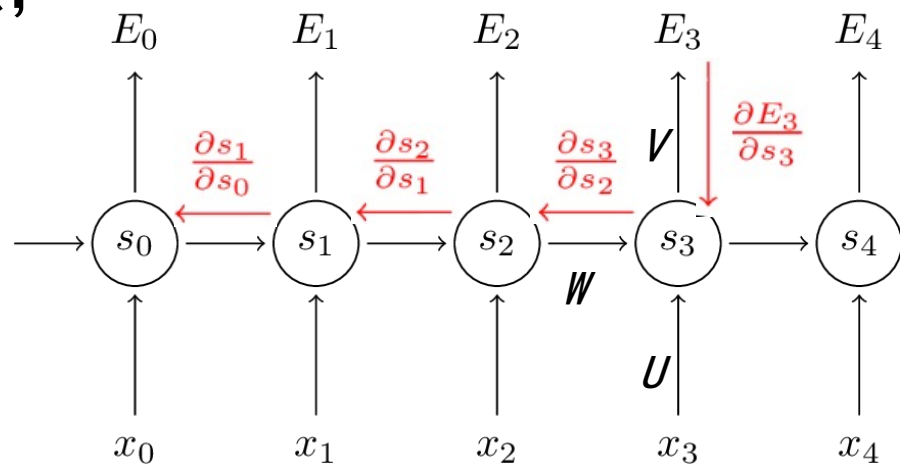 E₀ E₁ E₂ E₃ E₄
∂s₁/∂s₀ ∂s₂/∂s₁ ∂s₃/∂s₂ V ∂E₃/∂s₃
s₀ s₁ s₂ s₃ s₄
W
U
x₀ x₁ x₂ x₃ x₄